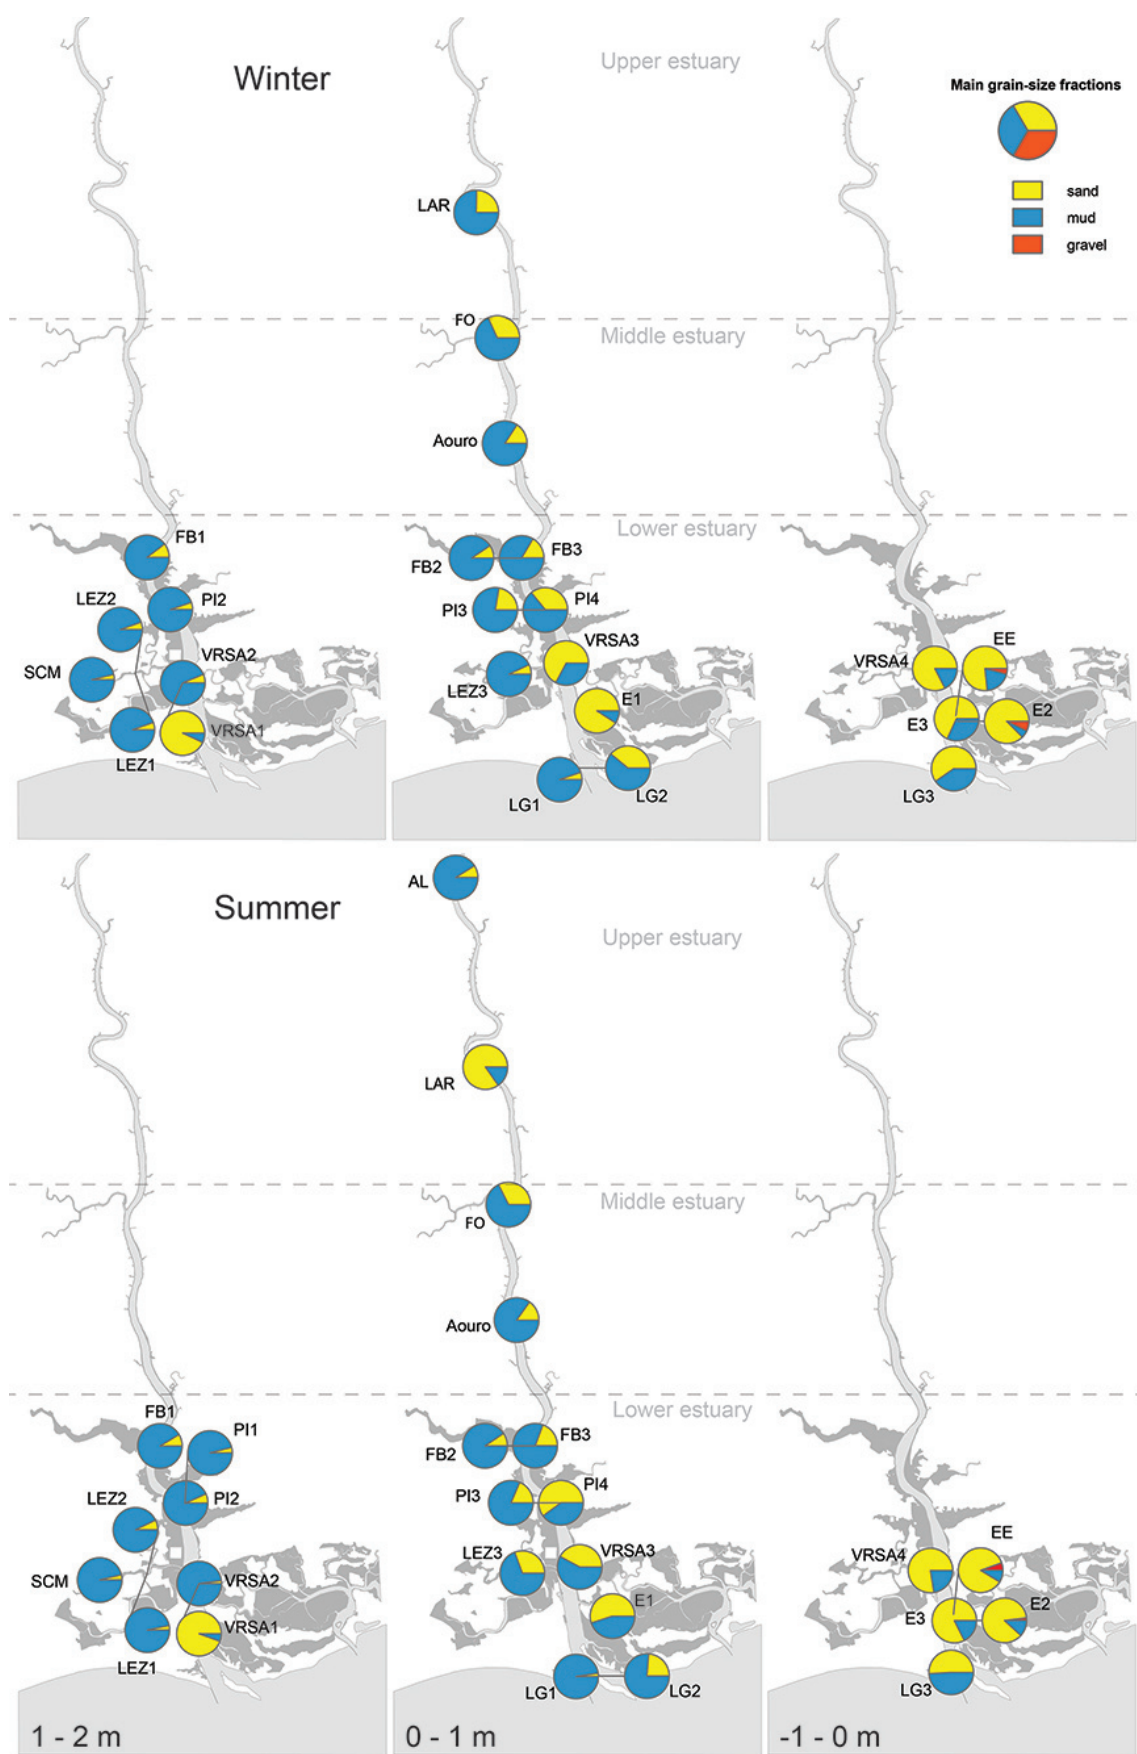 Winter
Upper estuary
Main grain-size fractions
sand
mud
gravel
LAR
FO
Middle estuary
Aouro
Lower estuary
FB1
LEZ2
PI2
SCM
VRSA2
VRSA1
LEZ1
FB2
FB3
PI3
PI4
VRSA3
LEZ3
E1
LG1
LG2
VRSA4
EE
E3
E2
LG3
Summer
AL
Upper estuary
LAR
Middle estuary
FO
Aouro
Lower estuary
FB1
PI1
LEZ2
PI2
SCM
VRSA2
VRSA1
LEZ1
FB2
FB3
PI3
PI4
LEZ3
VRSA3
E1
LG1
LG2
VRSA4
EE
E3
E2
LG3
1 - 2 m
0 - 1 m
-1 - 0 m